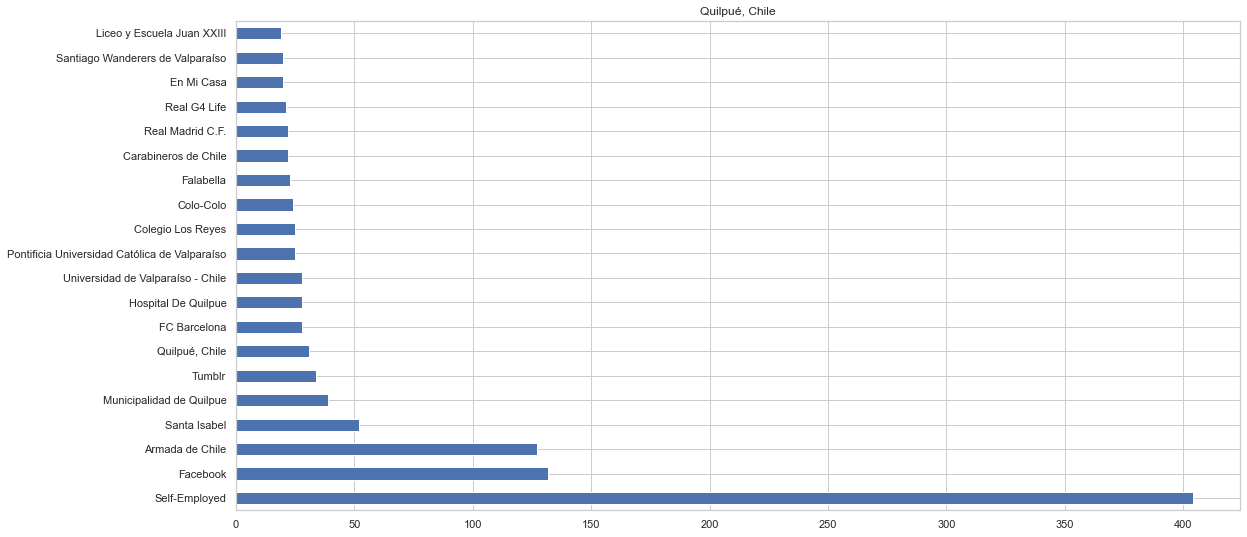 Quilpué, Chile
Liceo y Escuela Juan XXIII
Santiago Wanderers de Valparaíso
En Mi Casa
Real G4 Life
Real Madrid C.F.
Carabineros de Chile
Falabella
Colo-Colo
Colegio Los Reyes
Pontificia Universidad Católica de Valparaíso
Universidad de Valparaíso - Chile
Hospital De Quilpue
FC Barcelona
Quilpué, Chile
Tumblr
Municipalidad de Quilpue
Santa Isabel
Armada de Chile
Facebook
Self-Employed
0 50 100 150 200 250 300 350 400